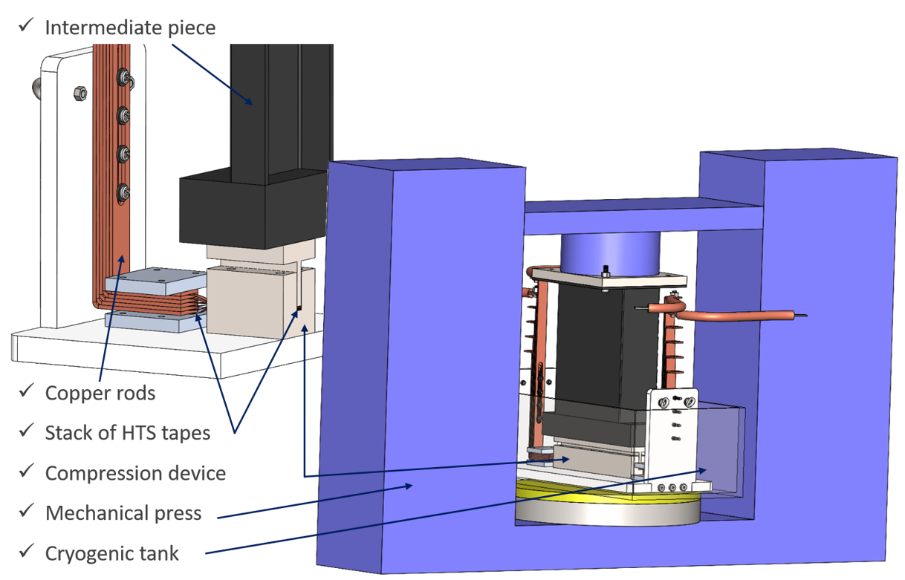 ✓ Intermediate piece
✓ Copper rods
✓ Stack of HTS tapes
✓ Compression device
✓ Mechanical press
✓ Cryogenic tank